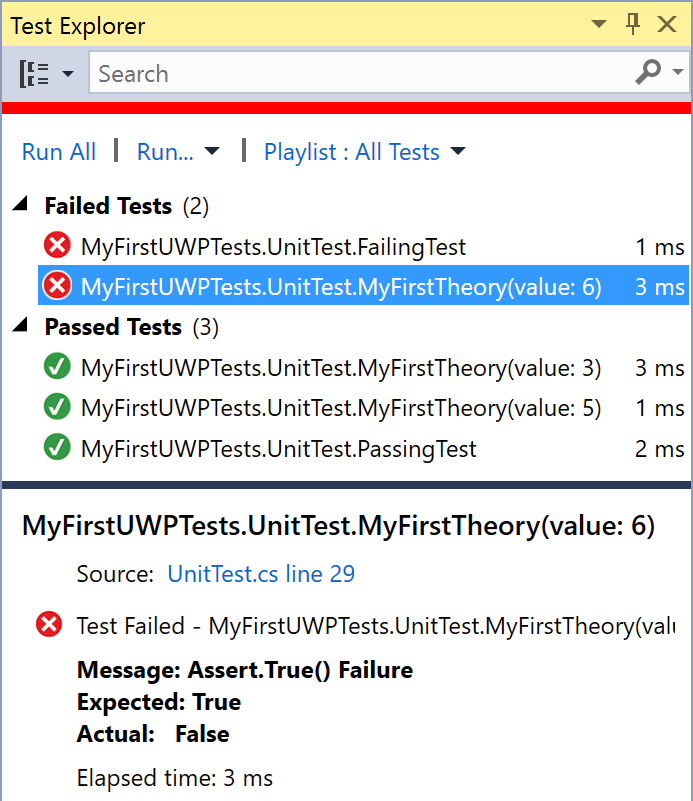 Test Explorer
Search
Run All | Run... | Playlist : All Tests
Failed Tests (2)
MyFirstUWPTests.UnitTest.FailingTest 1 ms
MyFirstUWPTests.UnitTest.MyFirstTheory(value: 6) 3 ms
Passed Tests (3)
MyFirstUWPTests.UnitTest.MyFirstTheory(value: 3) 3 ms
MyFirstUWPTests.UnitTest.MyFirstTheory(value: 5) 1 ms
MyFirstUWPTests.UnitTest.PassingTest 2 ms
MyFirstUWPTests.UnitTest.MyFirstTheory(value: 6)
Source: UnitTest.cs line 29
Test Failed - MyFirstUWPTests.UnitTest.MyFirstTheory(valu
Message: Assert.True() Failure
Expected: True
Actual: False
Elapsed time: 3 ms